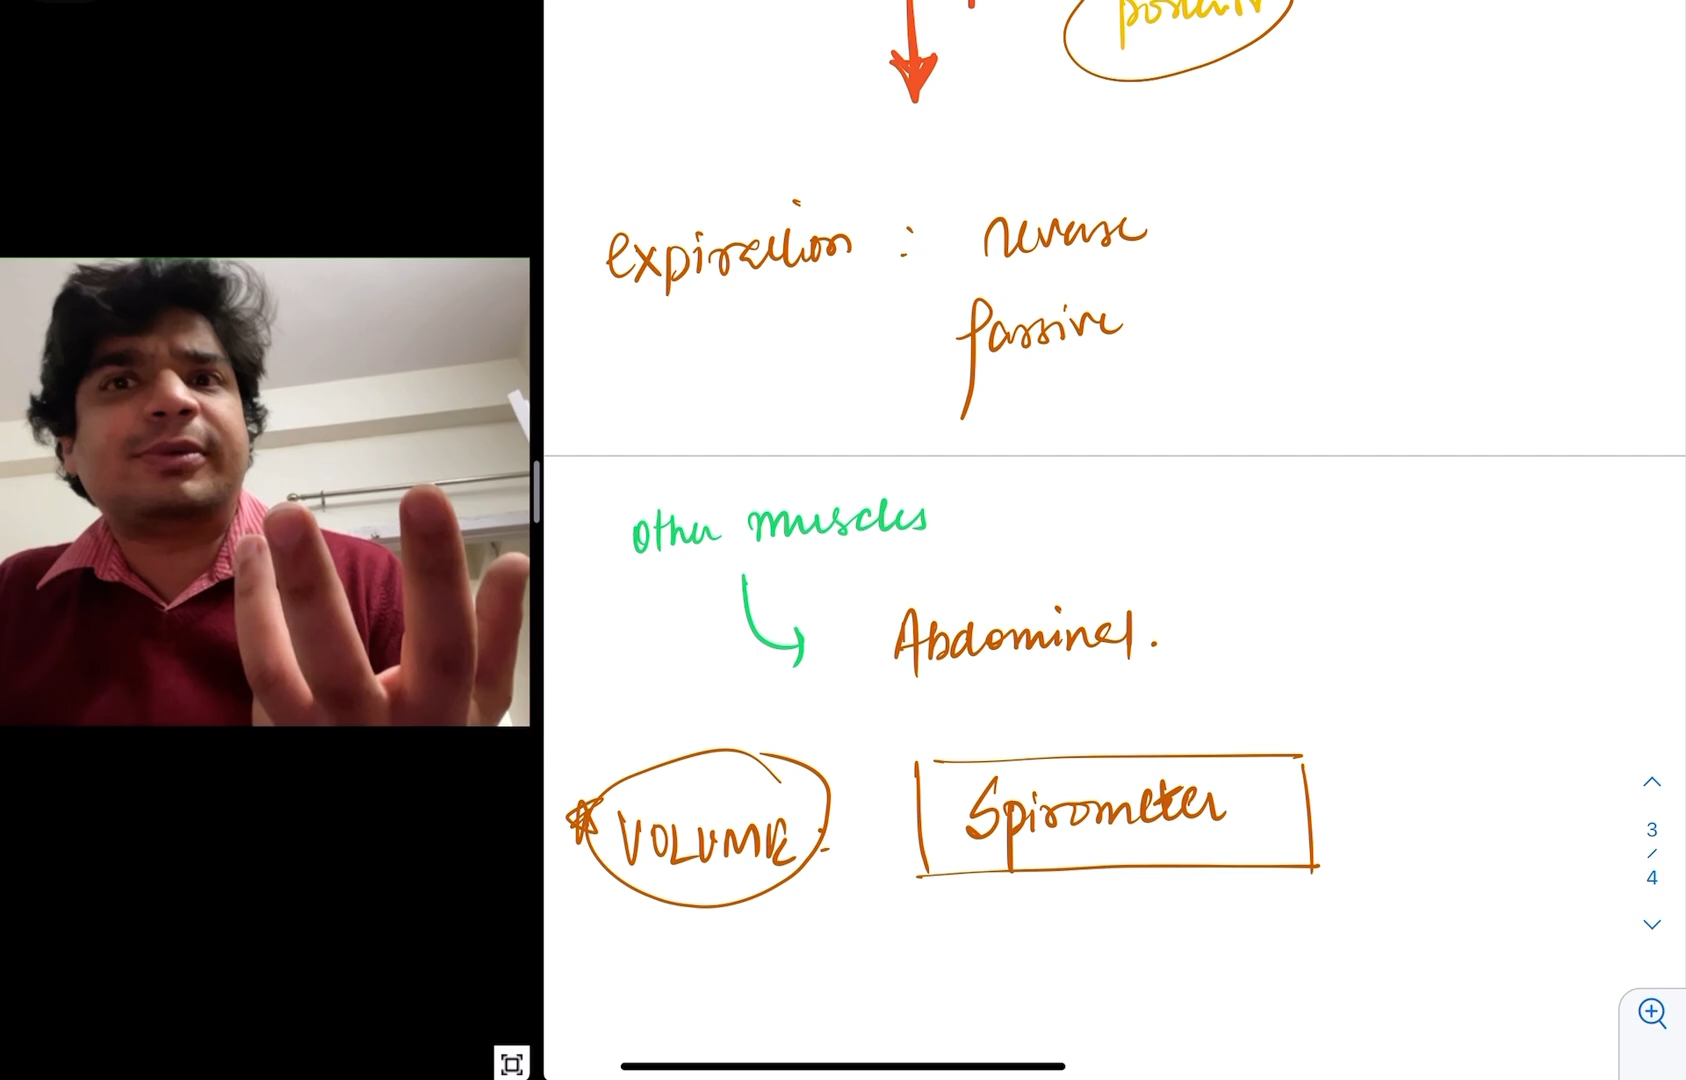 expiration : reverse
passive
other muscles
Abdominal.
* VOLUME:
Spirometer
3
/
4